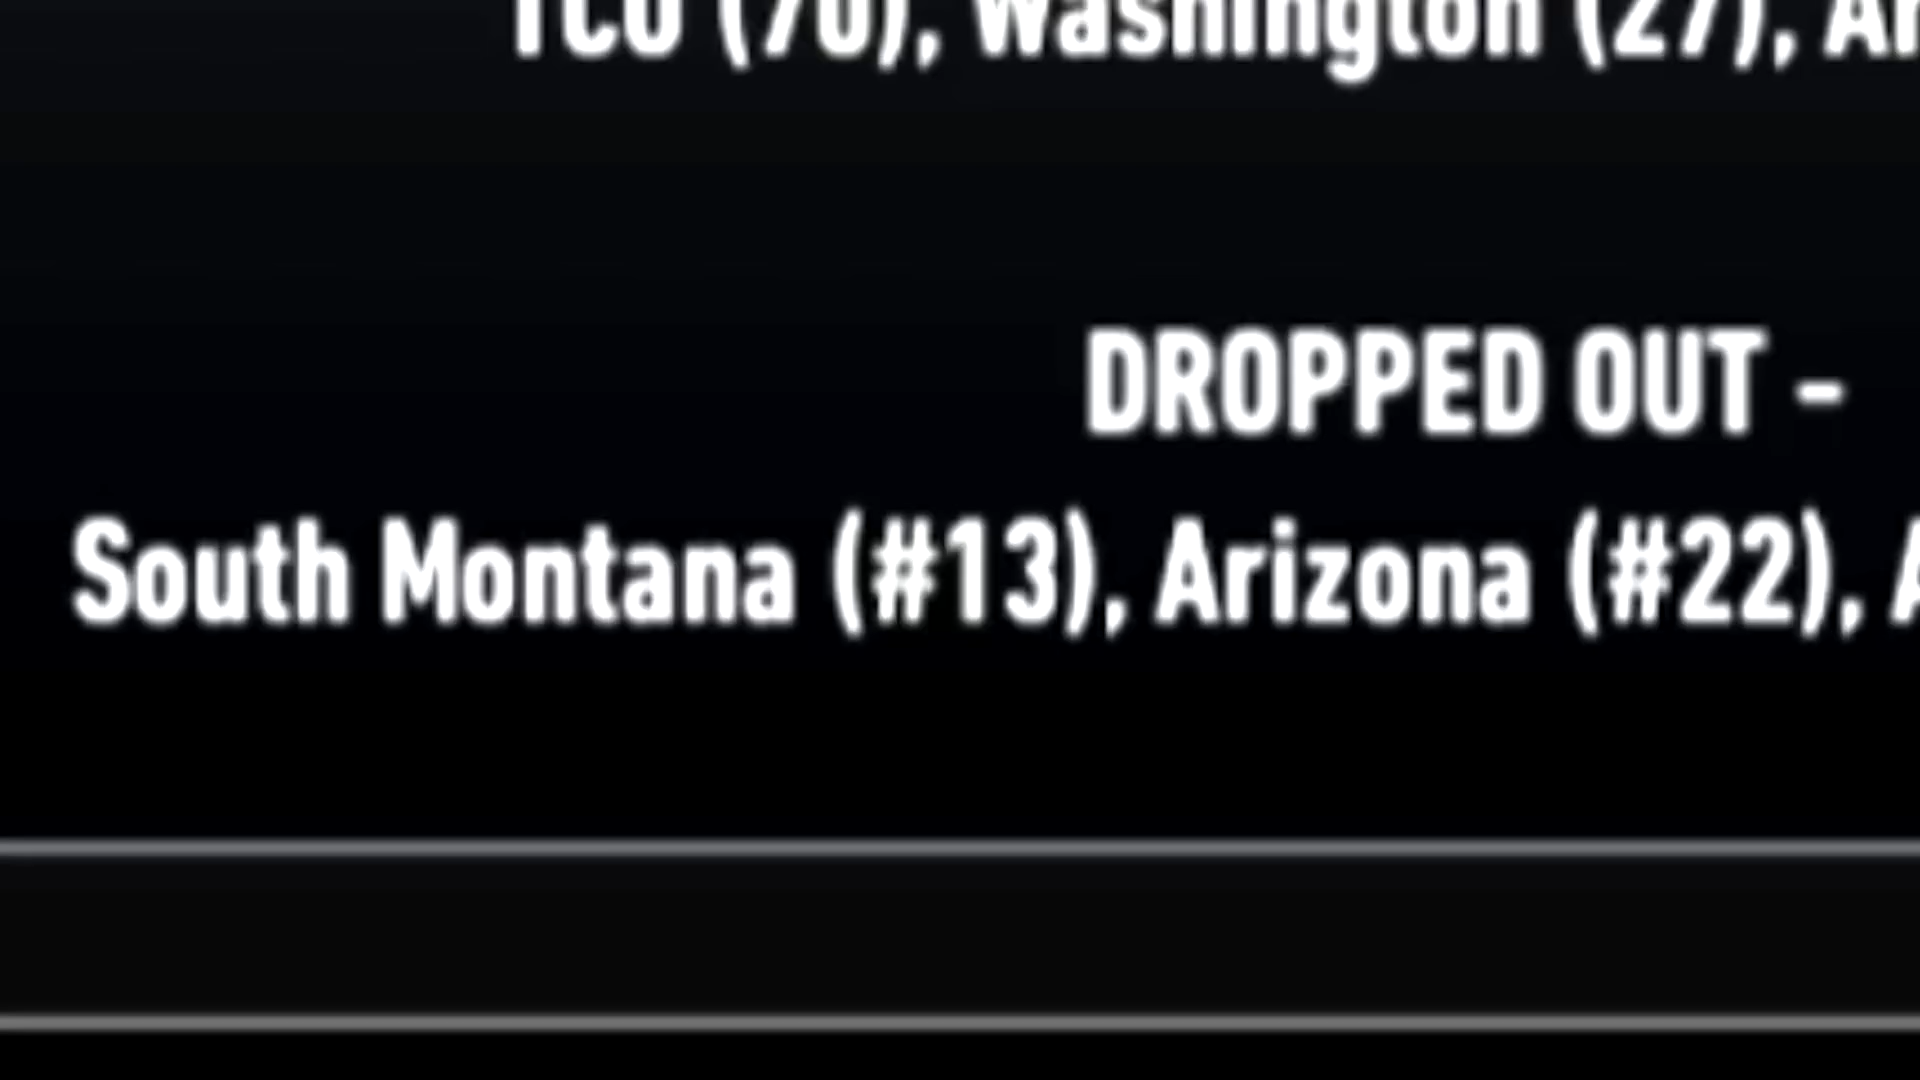 TCU (70), Washington (27),
DROPPED OUT –
South Montana (#13), Arizona (#22),